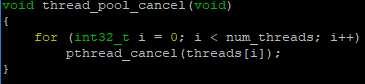 void thread_pool_cancel(void)
{
    for (int32_t i = 0; i < num_threads; i++)
        pthread_cancel(threads[i]);
}